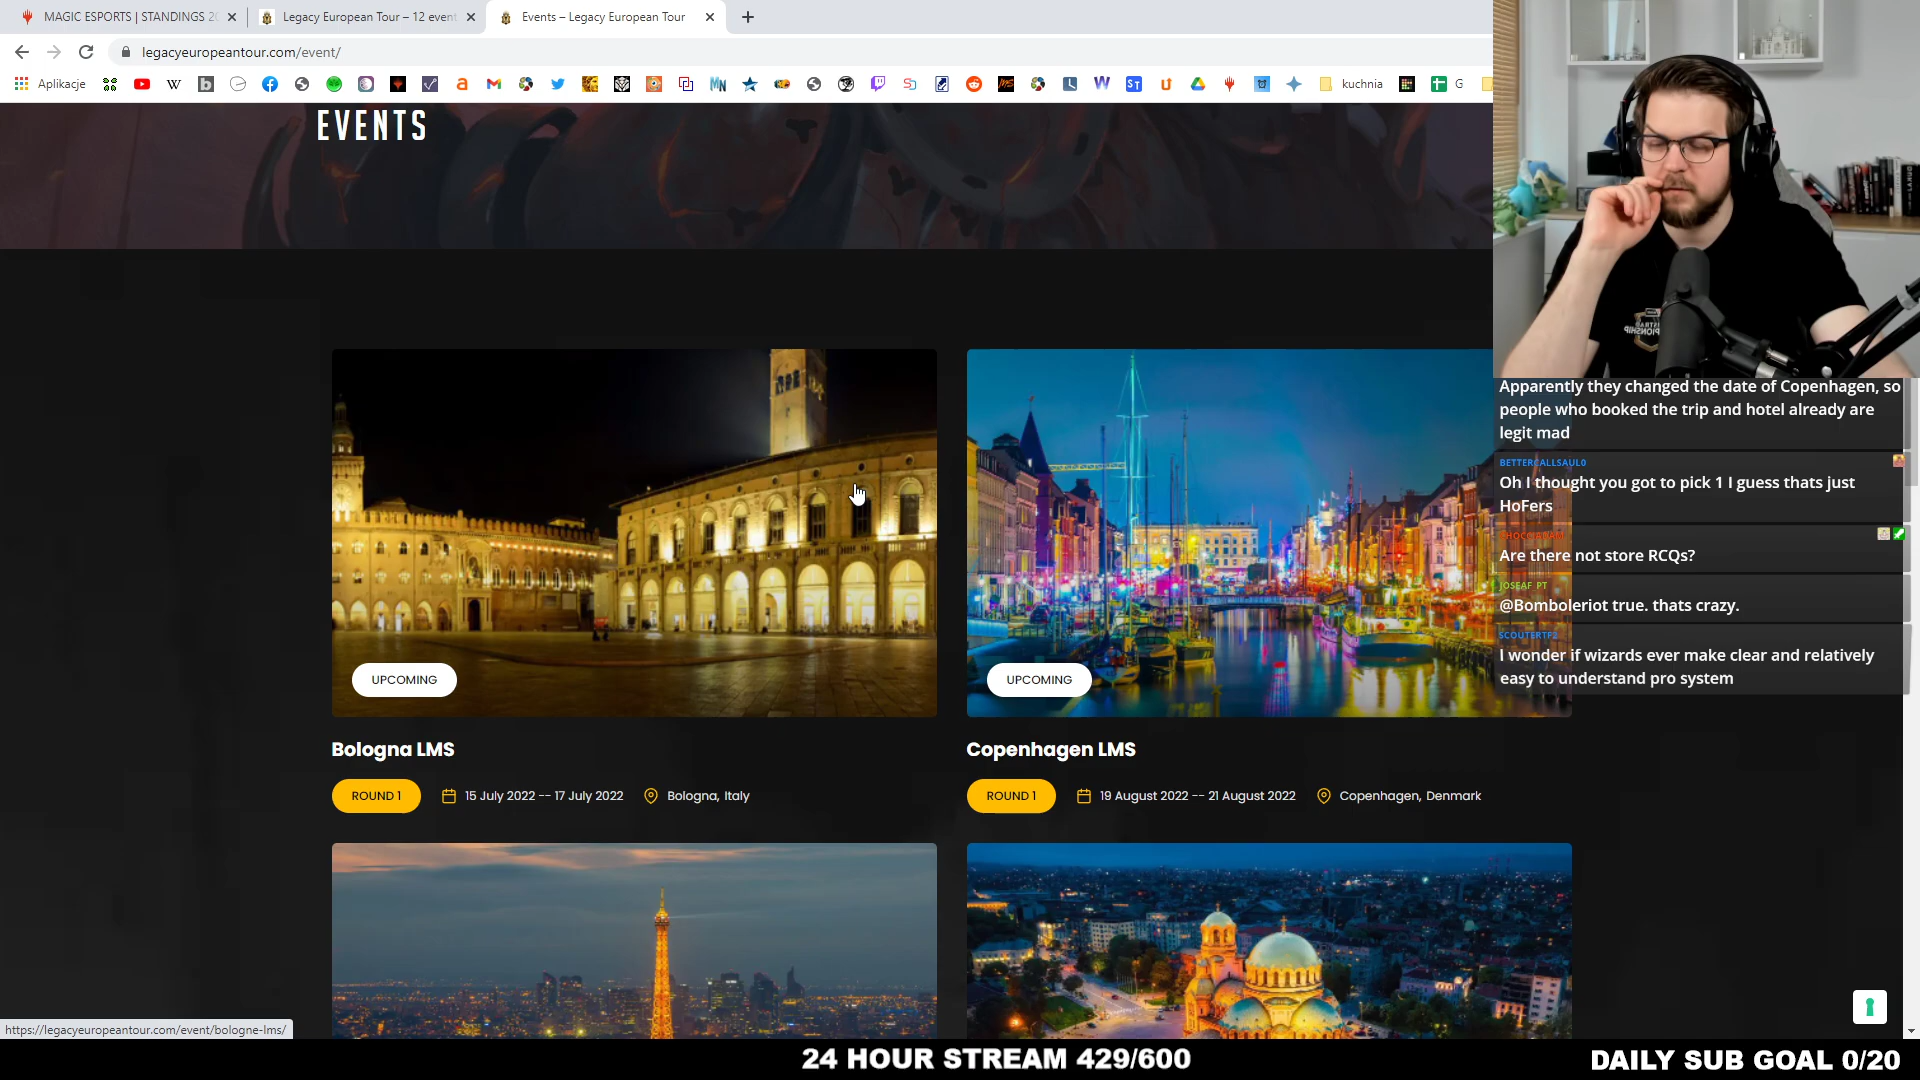 MAGIC ESPORTS | STANDINGS 20
Legacy European Tour – 12 event
Events – Legacy European Tour
legacyeuropeantour.com/event/
Aplikacje
kuchnia
G
EVENTS
UPCOMING
UPCOMING
Bologna LMS
Copenhagen LMS
ROUND 1
15 July 2022 -- 17 July 2022
Bologna, Italy
ROUND 1
19 August 2022 -- 21 August 2022
Copenhagen, Denmark
Apparently they changed the date of Copenhagen, so
people who booked the trip and hotel already are
legit mad
BETTERCALLSAUL0
Oh I thought you got to pick 1 I guess thats just
HoFers
Are there not store RCQs?
JOSEAF_PT
@Bomboleriot true. thats crazy.
SCOUTERTF2
I wonder if wizards ever make clear and relatively
easy to understand pro system
https://legacyeuropeantour.com/event/bologne-lms/
24 HOUR STREAM 429/600
DAILY SUB GOAL 0/20